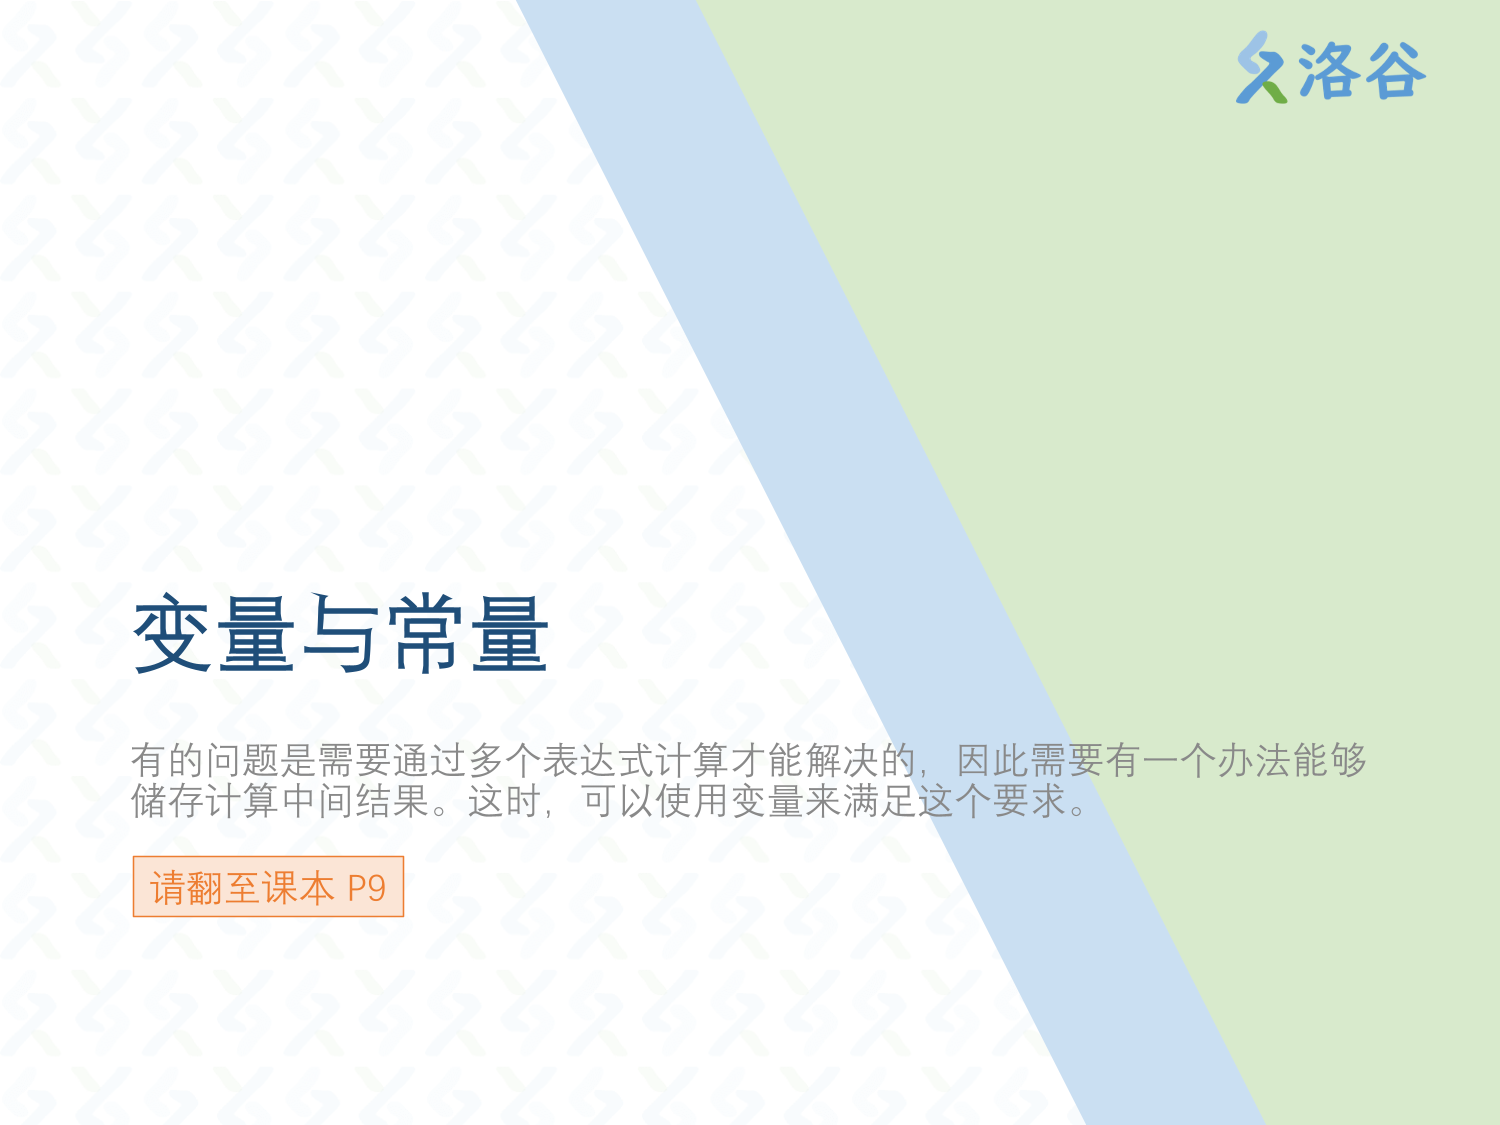 洛谷
变量与常量
有的问题是需要通过多个表达式计算才能解决的，因此需要有一个办法能够
储存计算中间结果。这时，可以使用变量来满足这个要求。
请翻至课本 P9